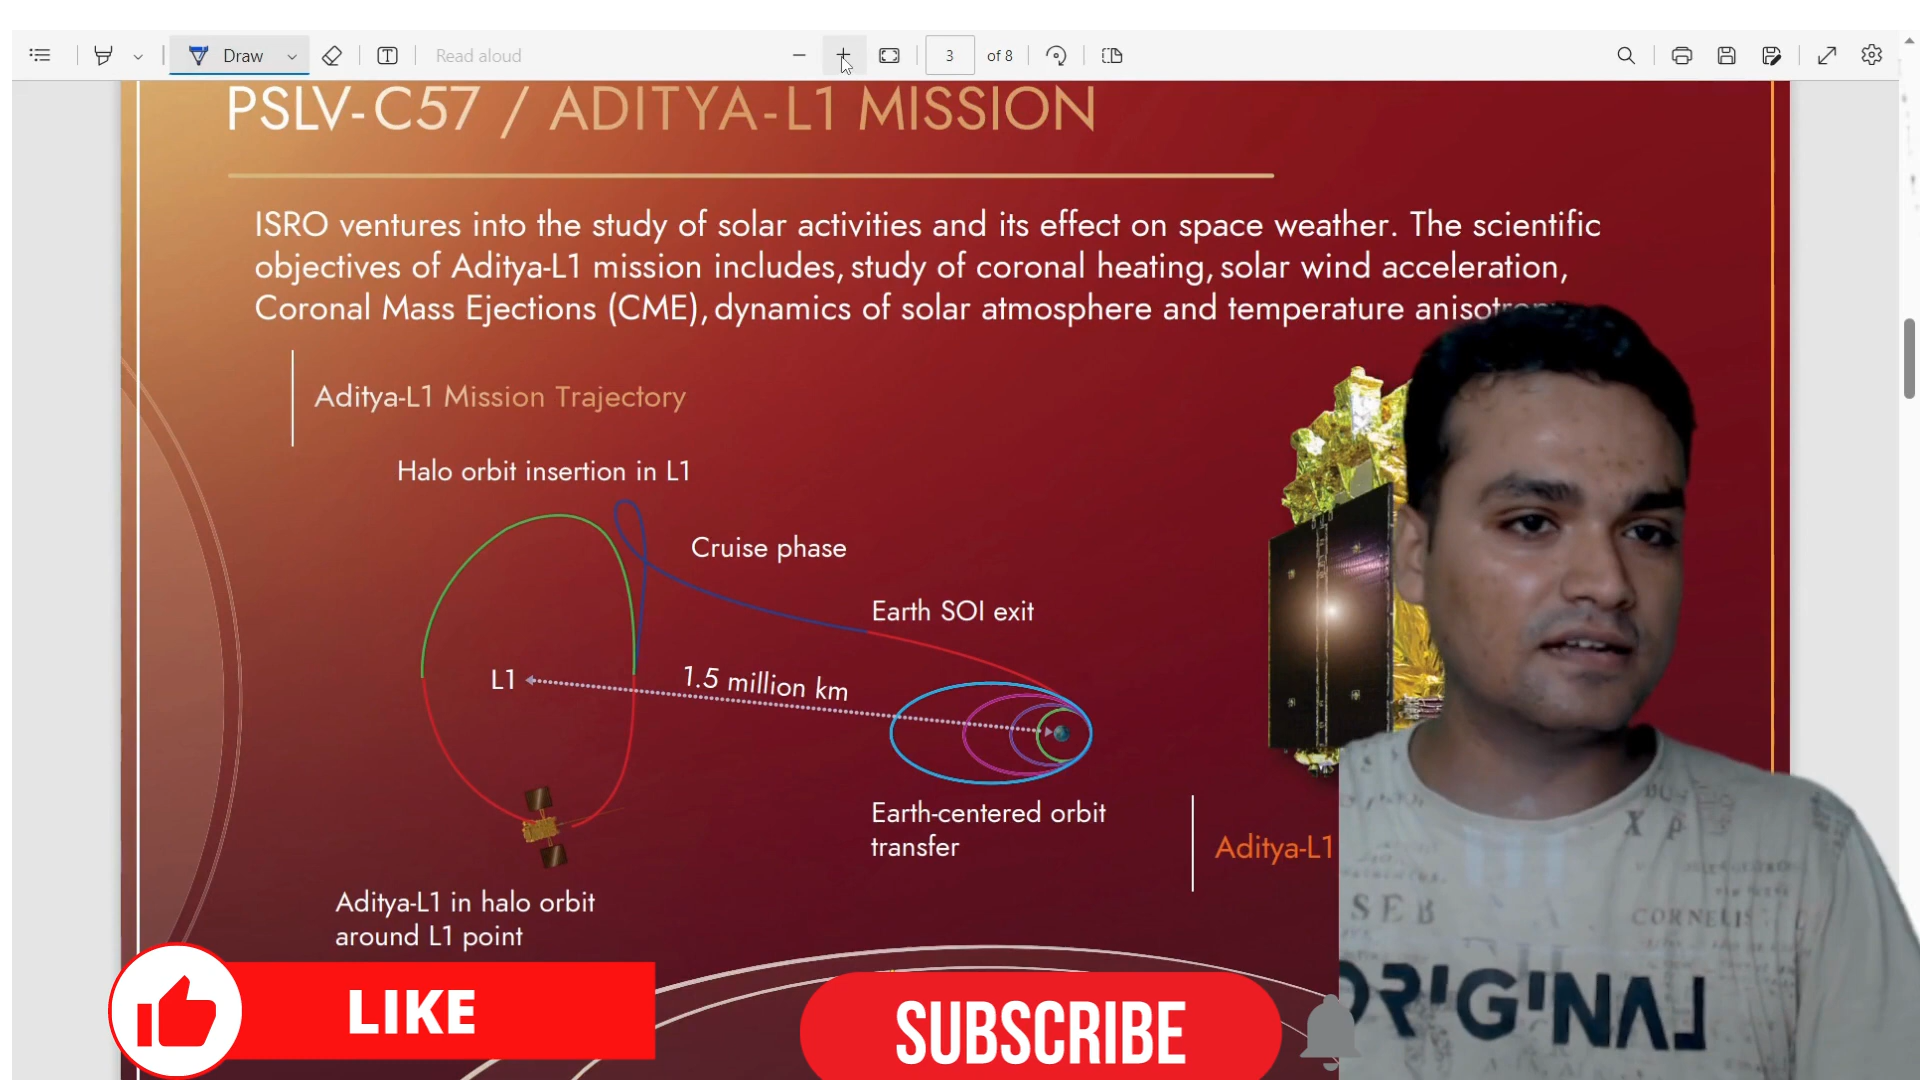 Draw
Read aloud
3
of 8
PSLV-C57 / ADITYA-L1 MISSION
ISRO ventures into the study of solar activities and its effect on space weather. The scientific
objectives of Aditya-L1 mission includes, study of coronal heating, solar wind acceleration,
Coronal Mass Ejections (CME), dynamics of solar atmosphere and temperature
Aditya-L1 Mission Trajectory
Halo orbit insertion in L1
Cruise phase
Earth SOI exit
L1
1.5 million km
Earth-centered orbit
transfer
Aditya-L1
Aditya-L1 in halo orbit
around L1 point
LIKE
SUBSCRIBE
SEB
CORNELIS
ORIGINAL